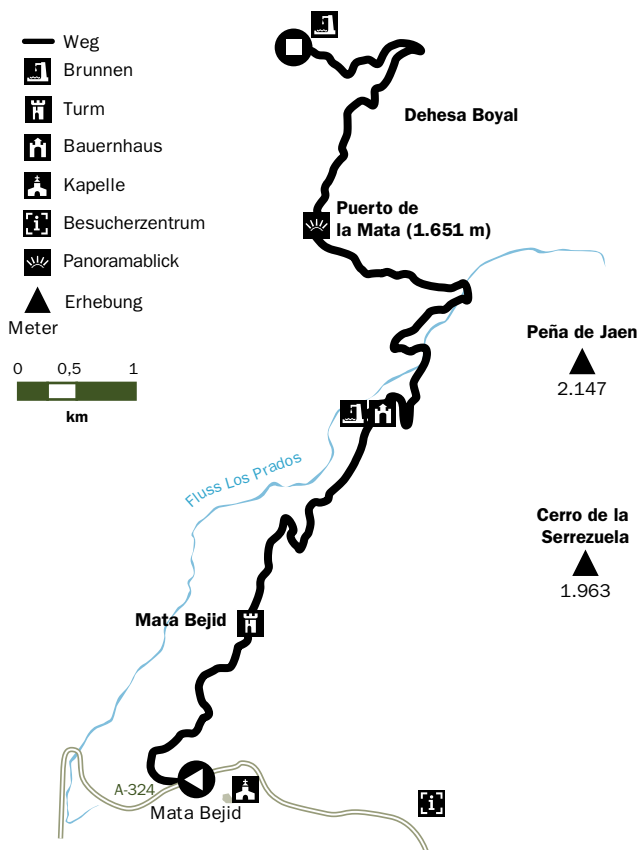 Weg
Brunnen
Turm
Bauernhaus
Kapelle
Besucherzentrum
Panoramablick
Erhebung
Meter
0 0,5 1
km
Dehesa Boyal
Puerto de
la Mata (1.651 m)
Peña de Jaen
2.147
Fluss Los Prados
Cerro de la
Serrezuela
1.963
Mata Bejid
A-324
Mata Bejid